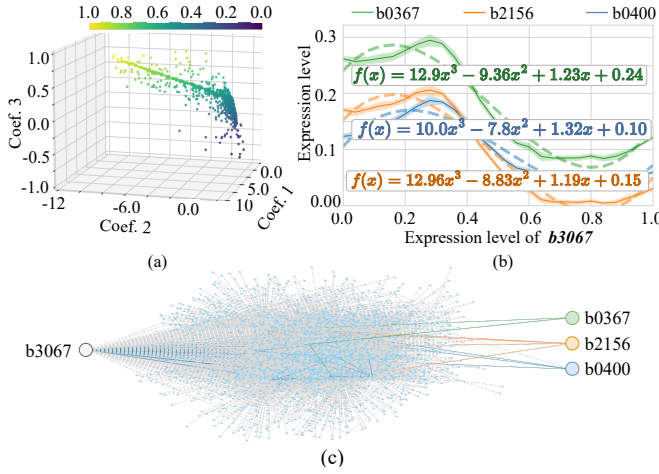 1.0 0.8 0.6 0.4 0.2 0.0
1.0
0.5
0.0
-0.5
-1.0
Coef. 3
-12
-6.0
0.0
Coef. 2
0.0
5.0
10
Coef. 1
(a)
b0367 b2156 b0400
0.3
0.2
0.1
0.00
Expression level
f(x) = 12.9x³ − 9.36x² + 1.23x + 0.24
f(x) = 10.0x³ − 7.8x² + 1.32x + 0.10
f(x) = 12.96x³ − 8.83x² + 1.19x + 0.15
0.0 0.2 0.4 0.6 0.8 1.0
Expression level of b3067
(b)
b3067
b0367
b2156
b0400
(c)